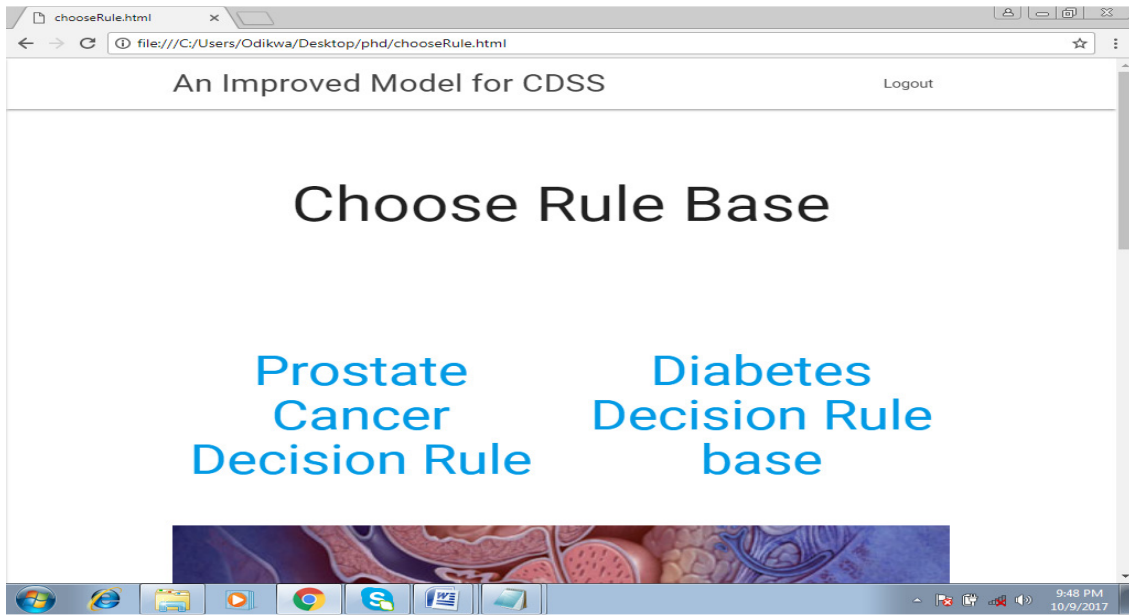 chooseRule.html
file:///C:/Users/Odikwa/Desktop/phd/chooseRule.html
An Improved Model for CDSS
Logout
Choose Rule Base
Prostate
Cancer
Decision Rule
Diabetes
Decision Rule
base
9:48 PM
10/9/2017